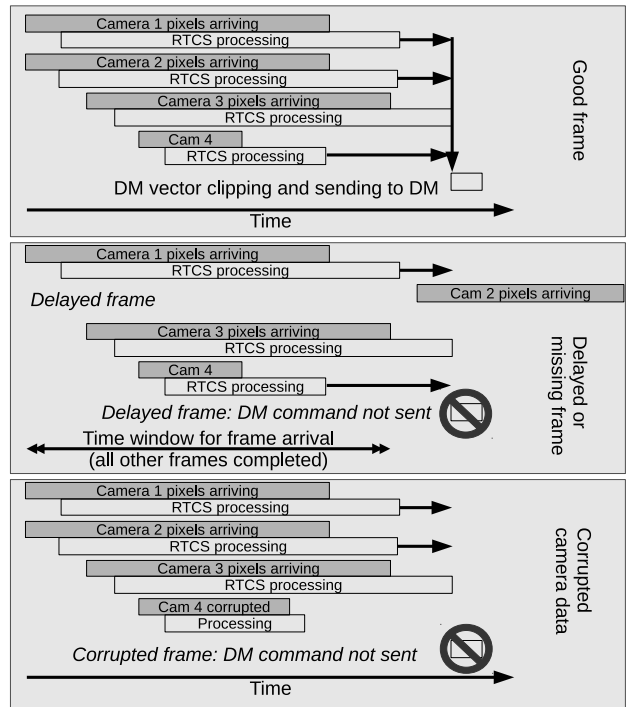 Camera 1 pixels arriving
RTCS processing
Camera 2 pixels arriving
RTCS processing
Camera 3 pixels arriving
RTCS processing
Cam 4
RTCS processing
DM vector clipping and sending to DM
Time
Good frame
Camera 1 pixels arriving
RTCS processing
Delayed frame
Cam 2 pixels arriving
Camera 3 pixels arriving
RTCS processing
Cam 4
RTCS processing
Delayed frame: DM command not sent
Time window for frame arrival
(all other frames completed)
Delayed or
missing frame
Camera 1 pixels arriving
RTCS processing
Camera 2 pixels arriving
RTCS processing
Camera 3 pixels arriving
RTCS processing
Cam 4 corrupted
Processing
Corrupted frame: DM command not sent
Time
Corrupted
camera data